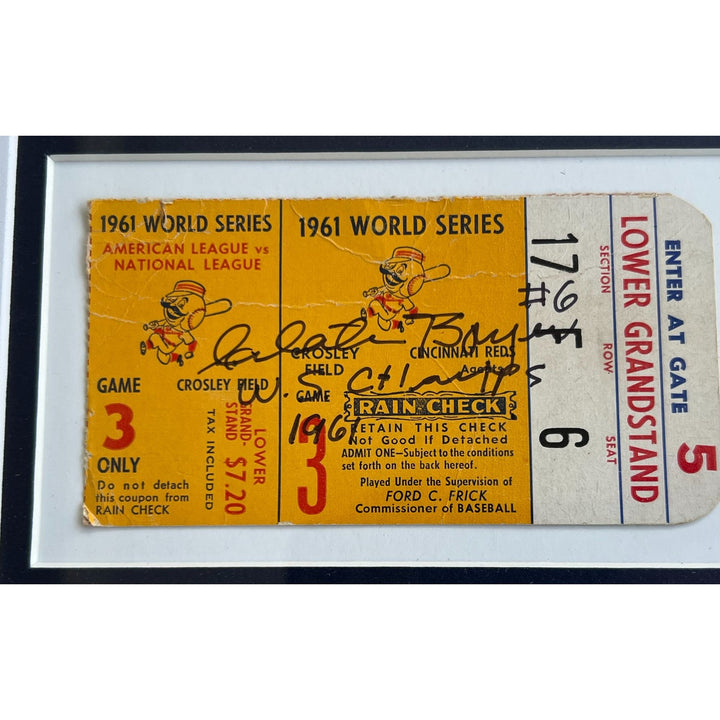 1961 WORLD SERIES
AMERICAN LEAGUE vs
NATIONAL LEAGUE
CROSLEY FIELD
GAME
3
ONLY
Do not detach
this coupon from
RAIN CHECK
LOWER
GRAND-
STAND $7.20
TAX INCLUDED
1961 WORLD SERIES
CROSLEY
FIELD
CINCINNATI REDS
Agents
GAME
3
RAIN CHECK
RETAIN THIS CHECK
Not Good If Detached
ADMIT ONE—Subject to the conditions
set forth on the back hereof.
Played Under the Supervision of
FORD C. FRICK
Commissioner of BASEBALL
Clete Boyer #6
W.S. Champs
1961
17
SECTION
ROW
6
SEAT
LOWER GRANDSTAND
ENTER AT GATE
5